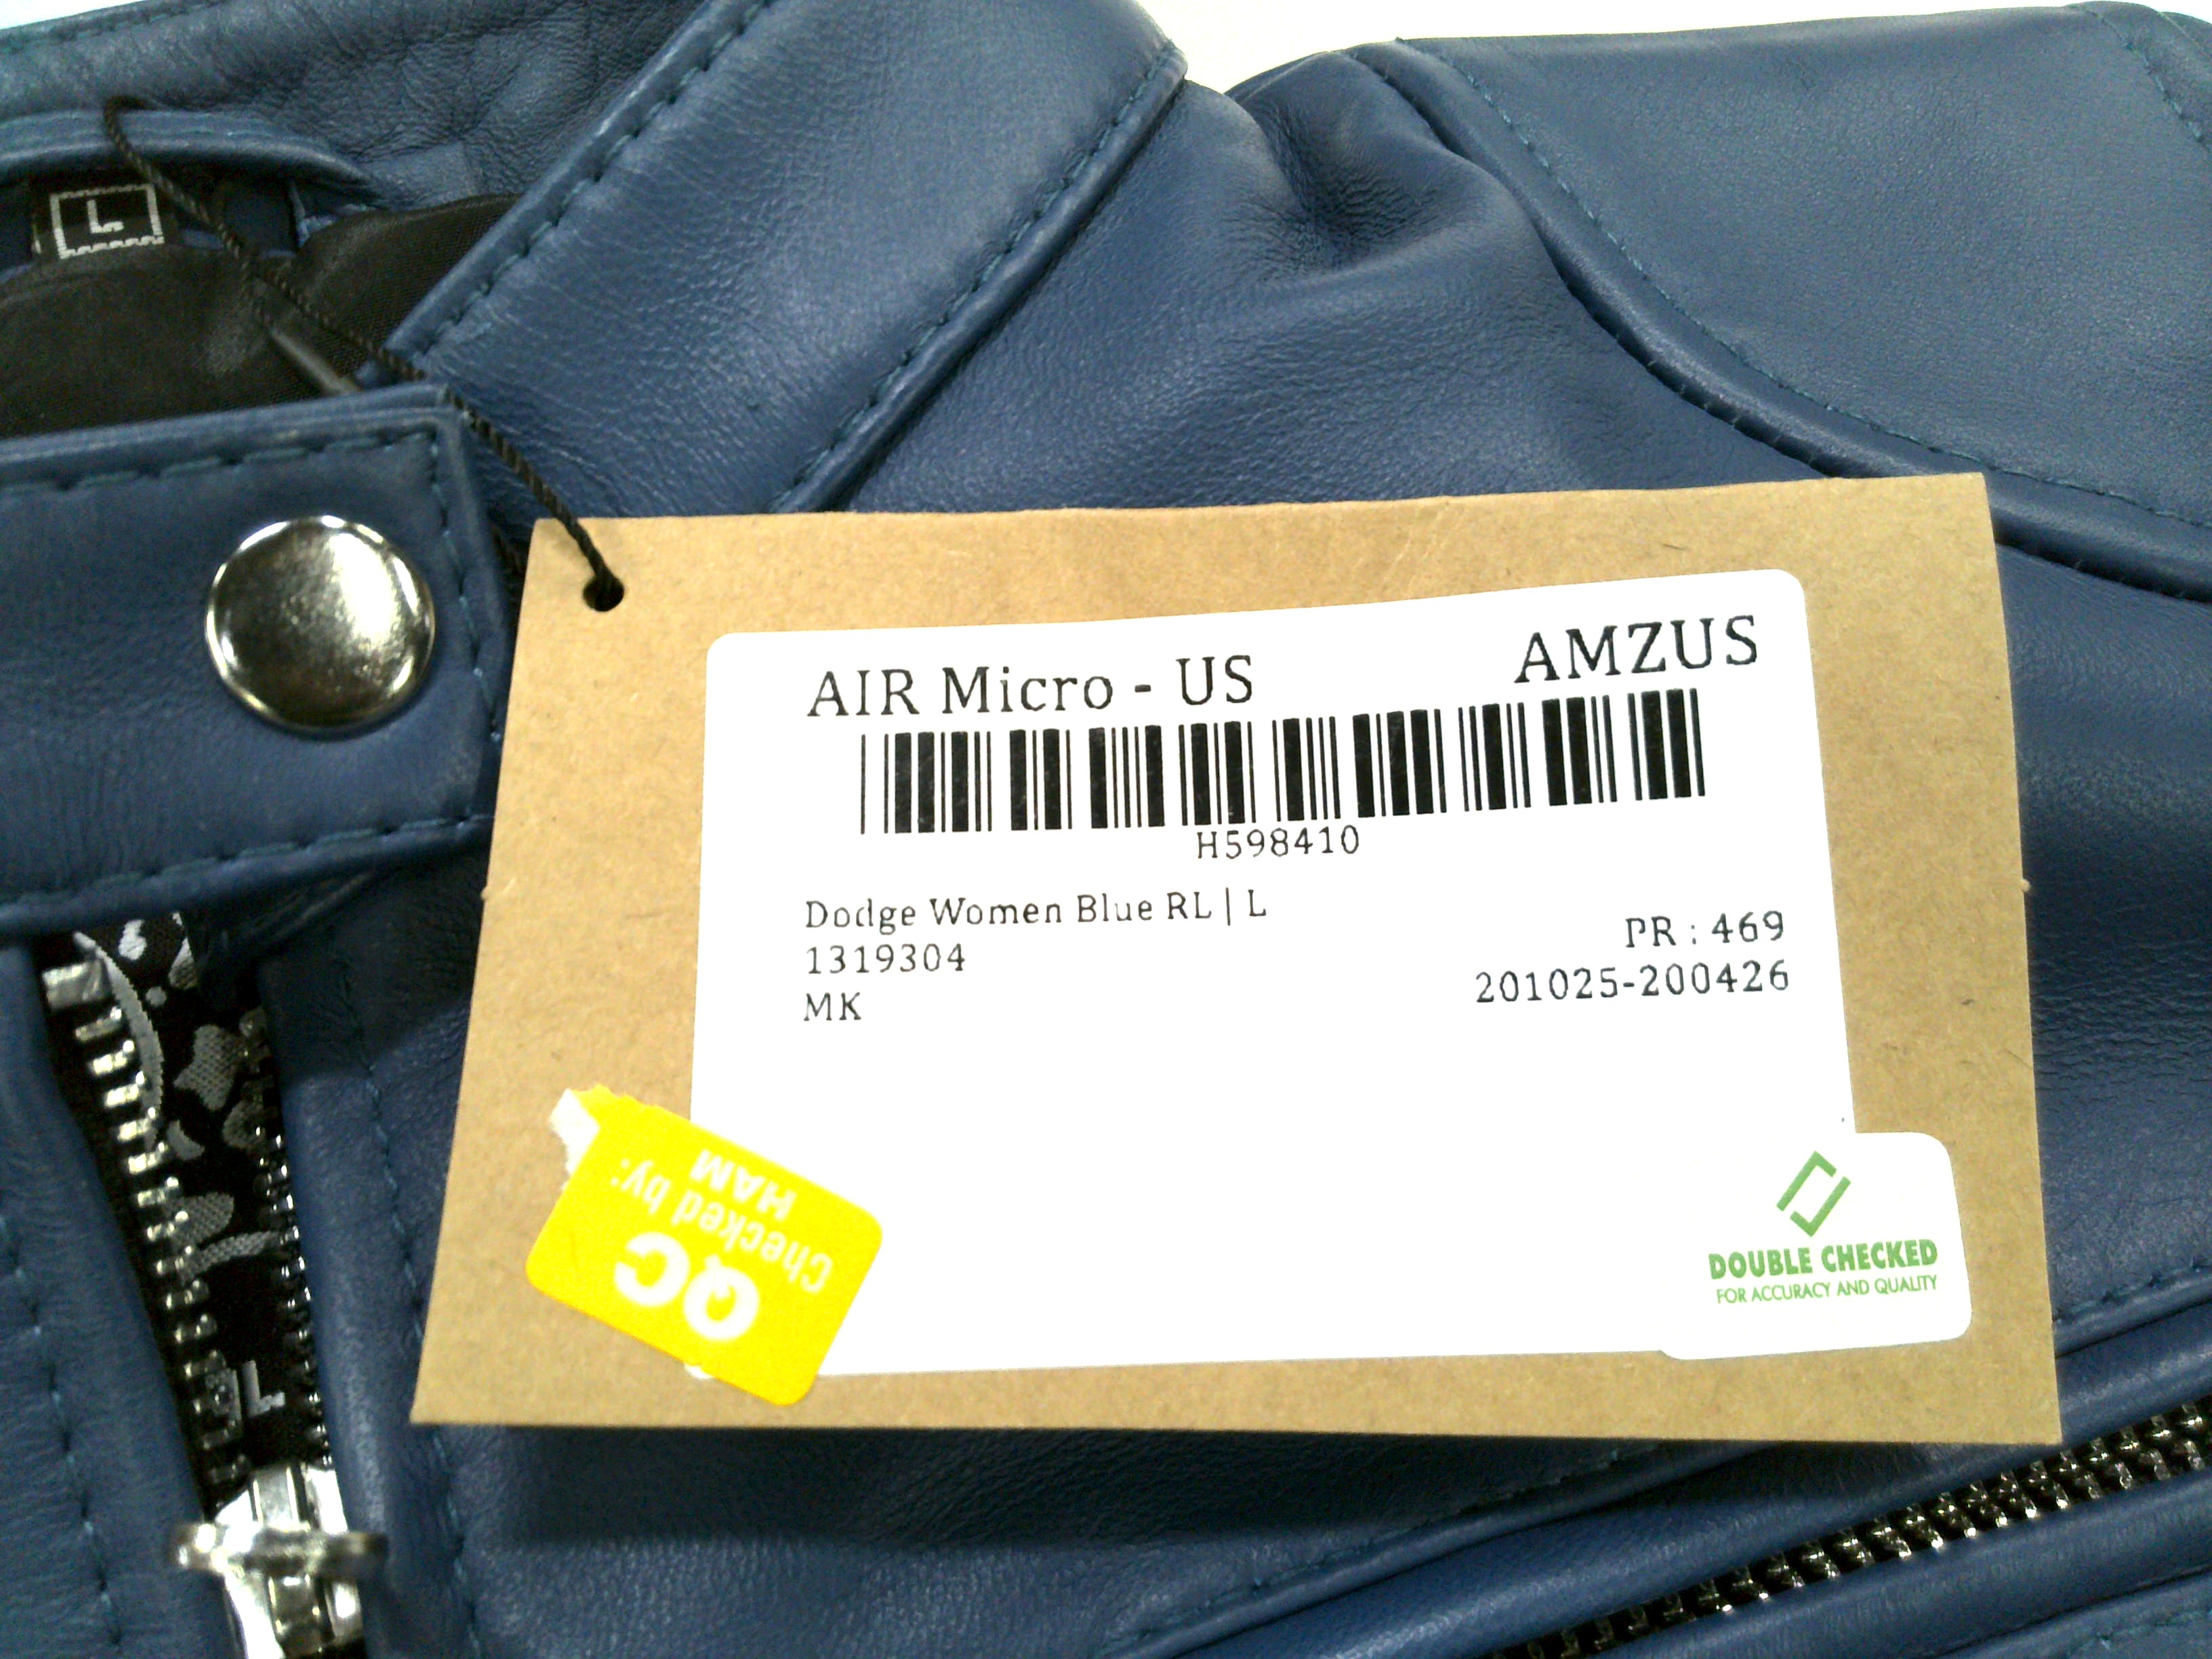 L
AIR Micro - US
AMZUS
H598410
Dodge Women Blue RL | L
1319304
MK
PR : 469
201025-200426
QC
Checked by:
HAM
DOUBLE CHECKED
FOR ACCURACY AND QUALITY